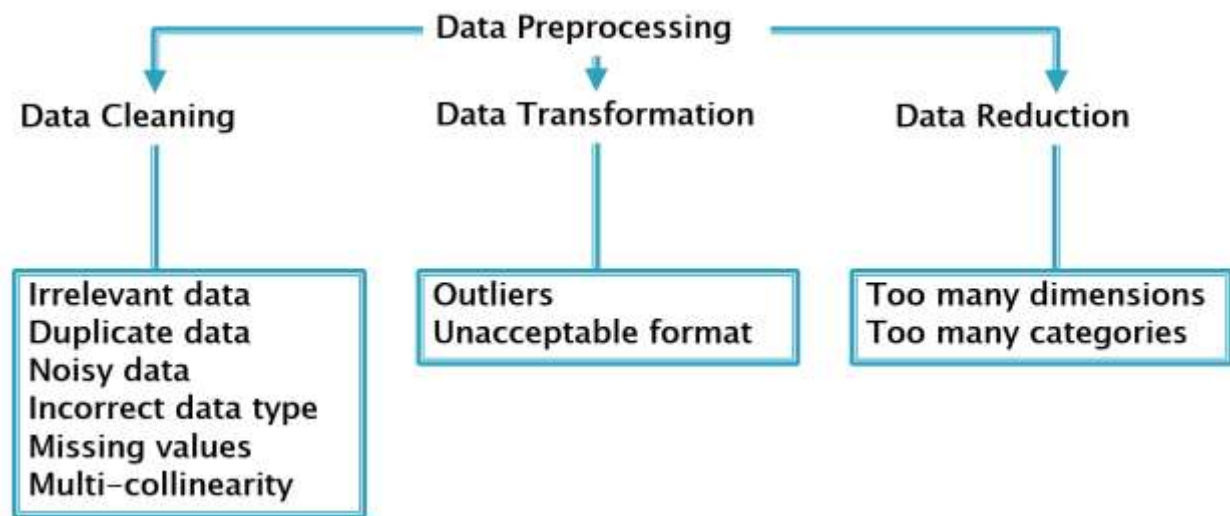 Data Preprocessing
Data Cleaning
Data Transformation
Data Reduction
Irrelevant data
Duplicate data
Noisy data
Incorrect data type
Missing values
Multi-collinearity
Outliers
Unacceptable format
Too many dimensions
Too many categories